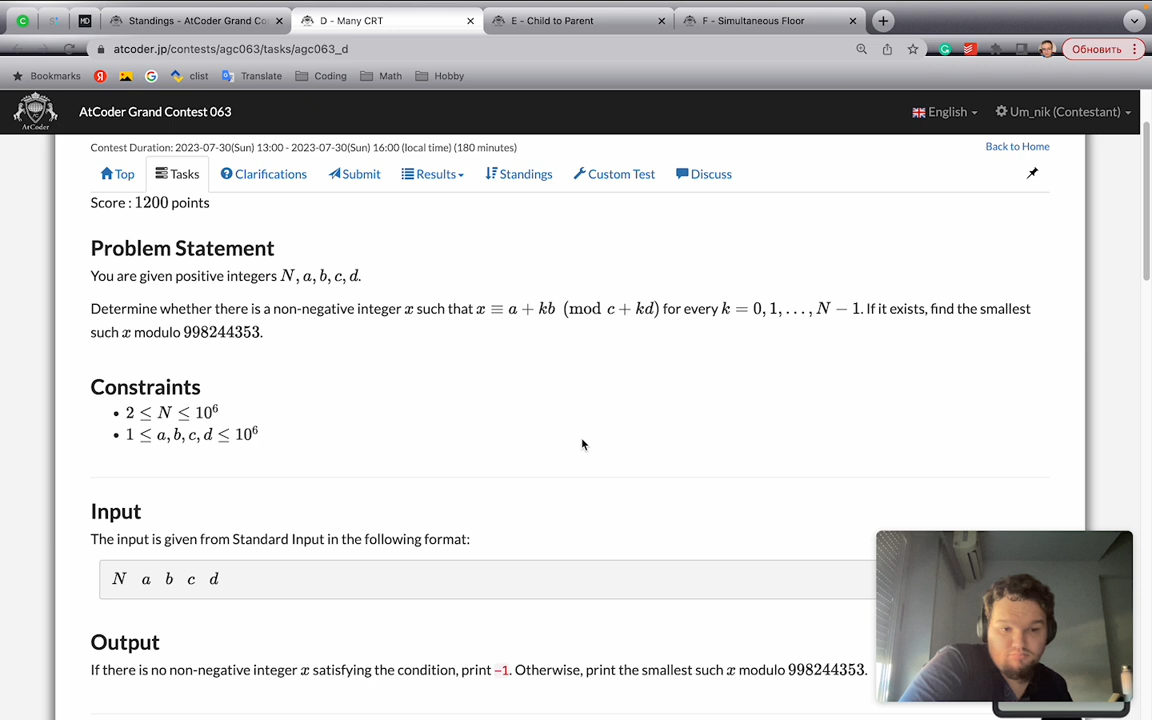 Standings - AtCoder Grand Co
D - Many CRT
E - Child to Parent
F - Simultaneous Floor
atcoder.jp/contests/agc063/tasks/agc063_d
Обновить
Bookmarks
clist
Translate
Coding
Math
Hobby
AtCoder
AtCoder Grand Contest 063
English
Um_nik (Contestant)
Contest Duration: 2023-07-30(Sun) 13:00 - 2023-07-30(Sun) 16:00 (local time) (180 minutes)
Back to Home
Top
Tasks
Clarifications
Submit
Results
Standings
Custom Test
Discuss
Score : 1200 points
Problem Statement
You are given positive integers N, a, b, c, d.
Determine whether there is a non-negative integer x such that x ≡ a + kb (mod c + kd) for every k = 0, 1, . . . , N − 1. If it exists, find the smallest
such x modulo 998244353.
Constraints
• 2 ≤ N ≤ 10⁶
• 1 ≤ a, b, c, d ≤ 10⁶
Input
The input is given from Standard Input in the following format:
N a b c d
Output
If there is no non-negative integer x satisfying the condition, print −1. Otherwise, print the smallest such x modulo 998244353.